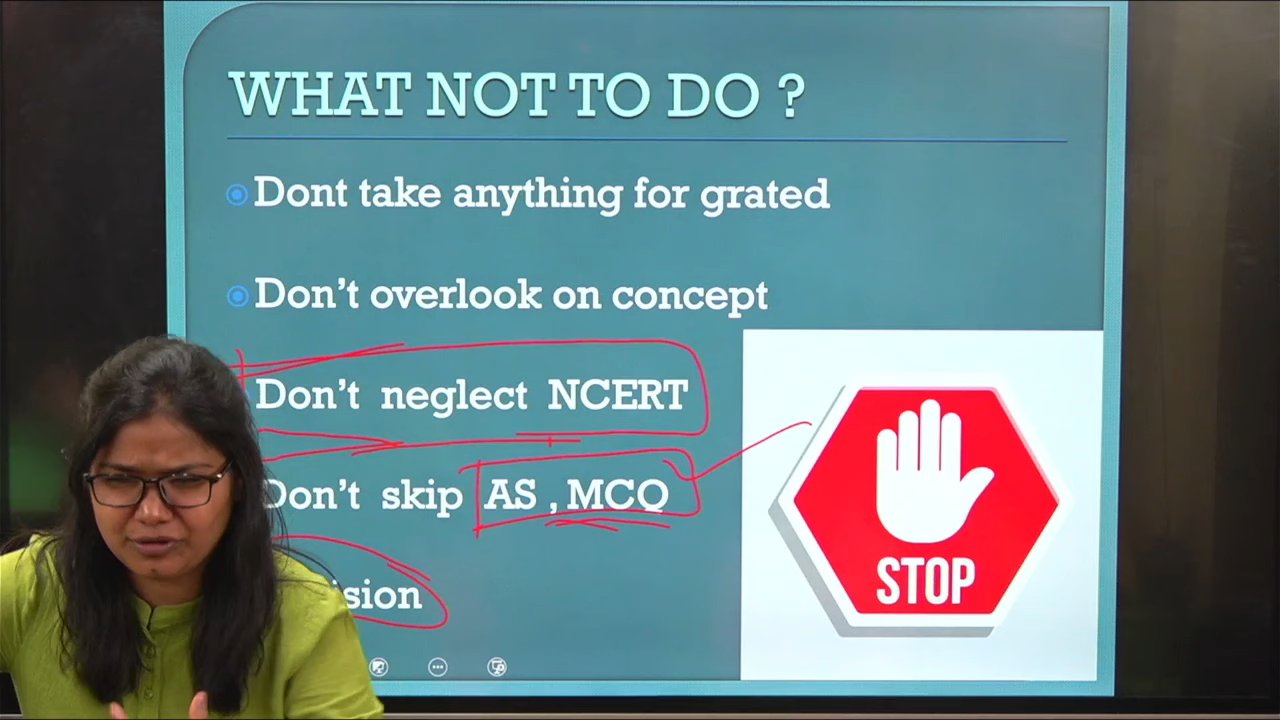 WHAT NOT TO DO ?
Dont take anything for grated
Don't overlook on concept
Don't neglect NCERT
Don't skip AS , MCQ
STOP